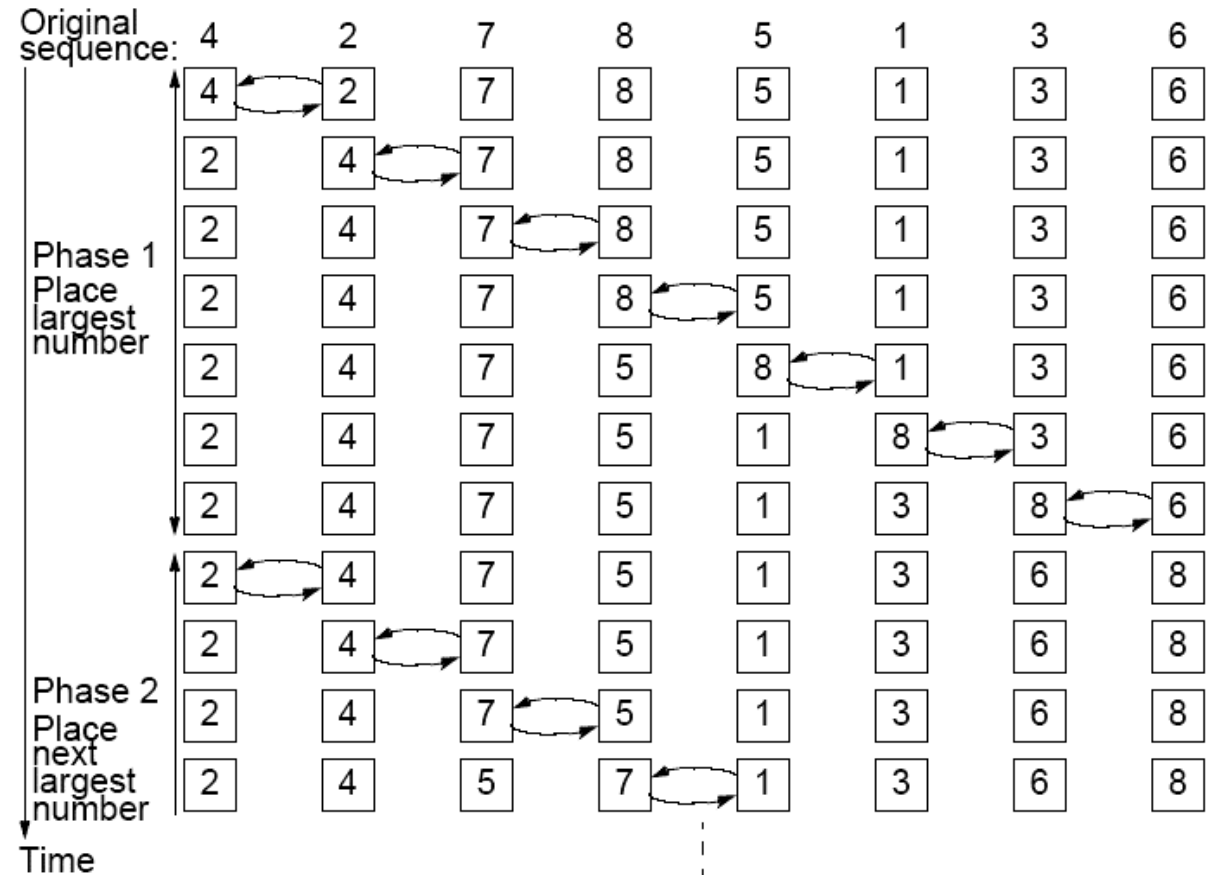 Original
sequence: 4 2 7 8 5 1 3 6
4 2 7 8 5 1 3 6
2 4 7 8 5 1 3 6
2 4 7 8 5 1 3 6
Phase 1
Place
largest
number
2 4 7 8 5 1 3 6
2 4 7 5 8 1 3 6
2 4 7 5 1 8 3 6
2 4 7 5 1 3 8 6
2 4 7 5 1 3 6 8
2 4 7 5 1 3 6 8
Phase 2
Place
next
largest
number
2 4 7 5 1 3 6 8
2 4 5 7 1 3 6 8
Time